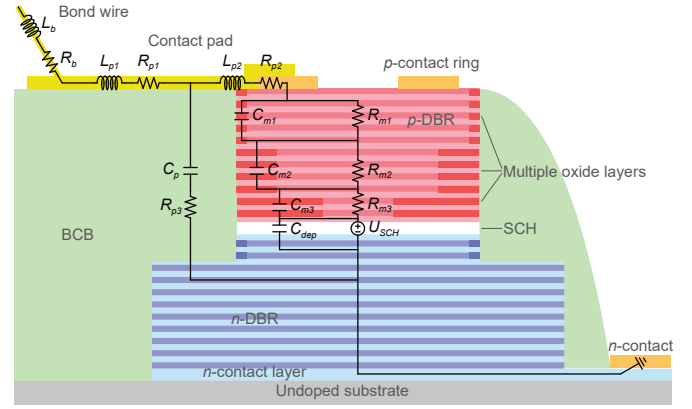 Bond wire
L_b
R_b
Contact pad
L_p1
R_p1
L_p2
R_p2
p-contact ring
C_m1
R_m1
p-DBR
C_p
C_m2
R_m2
Multiple oxide layers
R_p3
C_m3
R_m3
C_dep
U_SCH
SCH
BCB
n-DBR
n-contact
n-contact layer
Undoped substrate